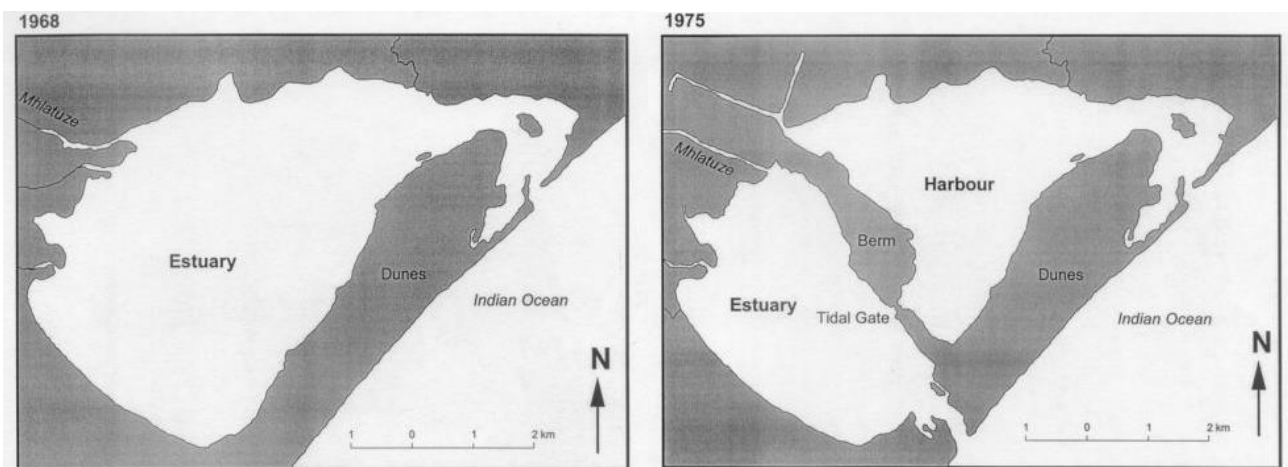 1968
Mhlatuze
Estuary
Dunes
Indian Ocean
N
1 0 1 2 km
1975
Mhlatuze
Harbour
Berm
Dunes
Estuary
Tidal Gate
Indian Ocean
N
1 0 1 2 km